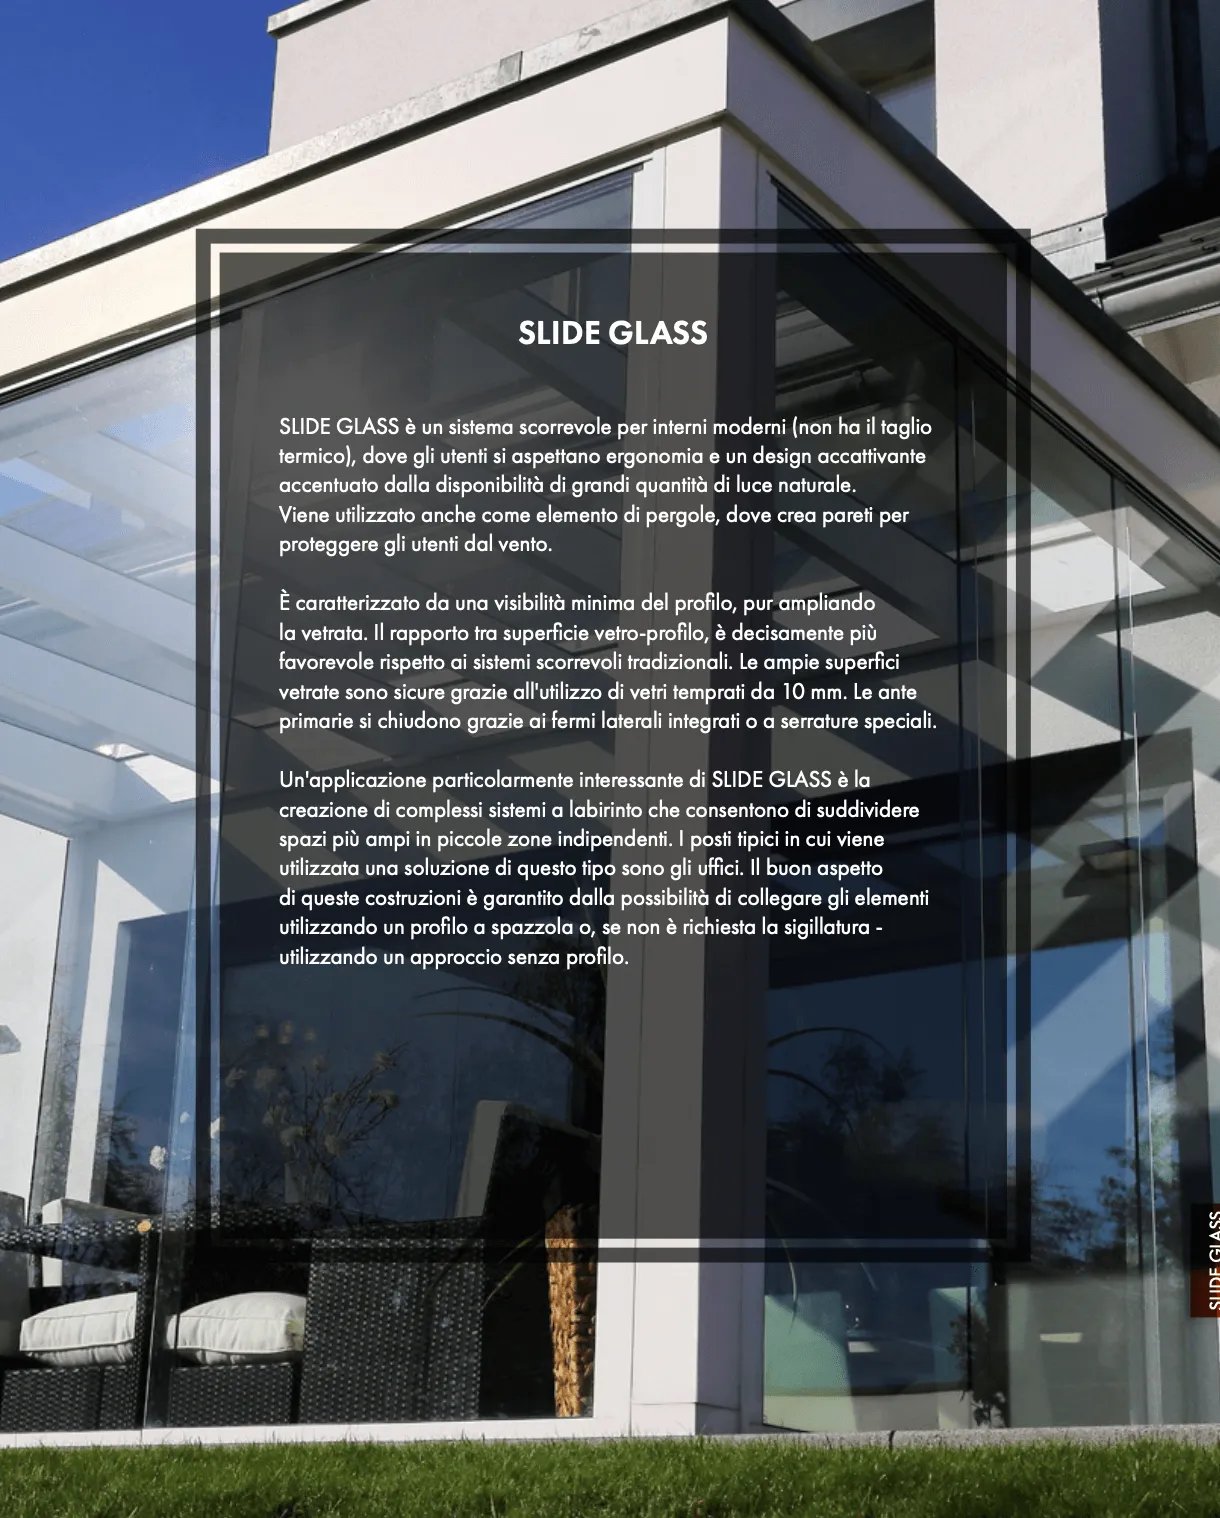 SLIDE GLASS
SLIDE GLASS è un sistema scorrevole per interni moderni (non ha il taglio
termico), dove gli utenti si aspettano ergonomia e un design accattivante
accentuato dalla disponibilità di grandi quantità di luce naturale.
Viene utilizzato anche come elemento di pergole, dove crea pareti per
proteggere gli utenti dal vento.
È caratterizzato da una visibilità minima del profilo, pur ampliando
la vetrata. Il rapporto tra superficie vetro-profilo, è decisamente più
favorevole rispetto ai sistemi scorrevoli tradizionali. Le ampie superfici
vetrate sono sicure grazie all'utilizzo di vetri temprati da 10 mm. Le ante
primarie si chiudono grazie ai fermi laterali integrati o a serrature speciali.
Un'applicazione particolarmente interessante di SLIDE GLASS è la
creazione di complessi sistemi a labirinto che consentono di suddividere
spazi più ampi in piccole zone indipendenti. I posti tipici in cui viene
utilizzata una soluzione di questo tipo sono gli uffici. Il buon aspetto
di queste costruzioni è garantito dalla possibilità di collegare gli elementi
utilizzando un profilo a spazzola o, se non è richiesta la sigillatura -
utilizzando un approccio senza profilo.
SLIDE GLASS